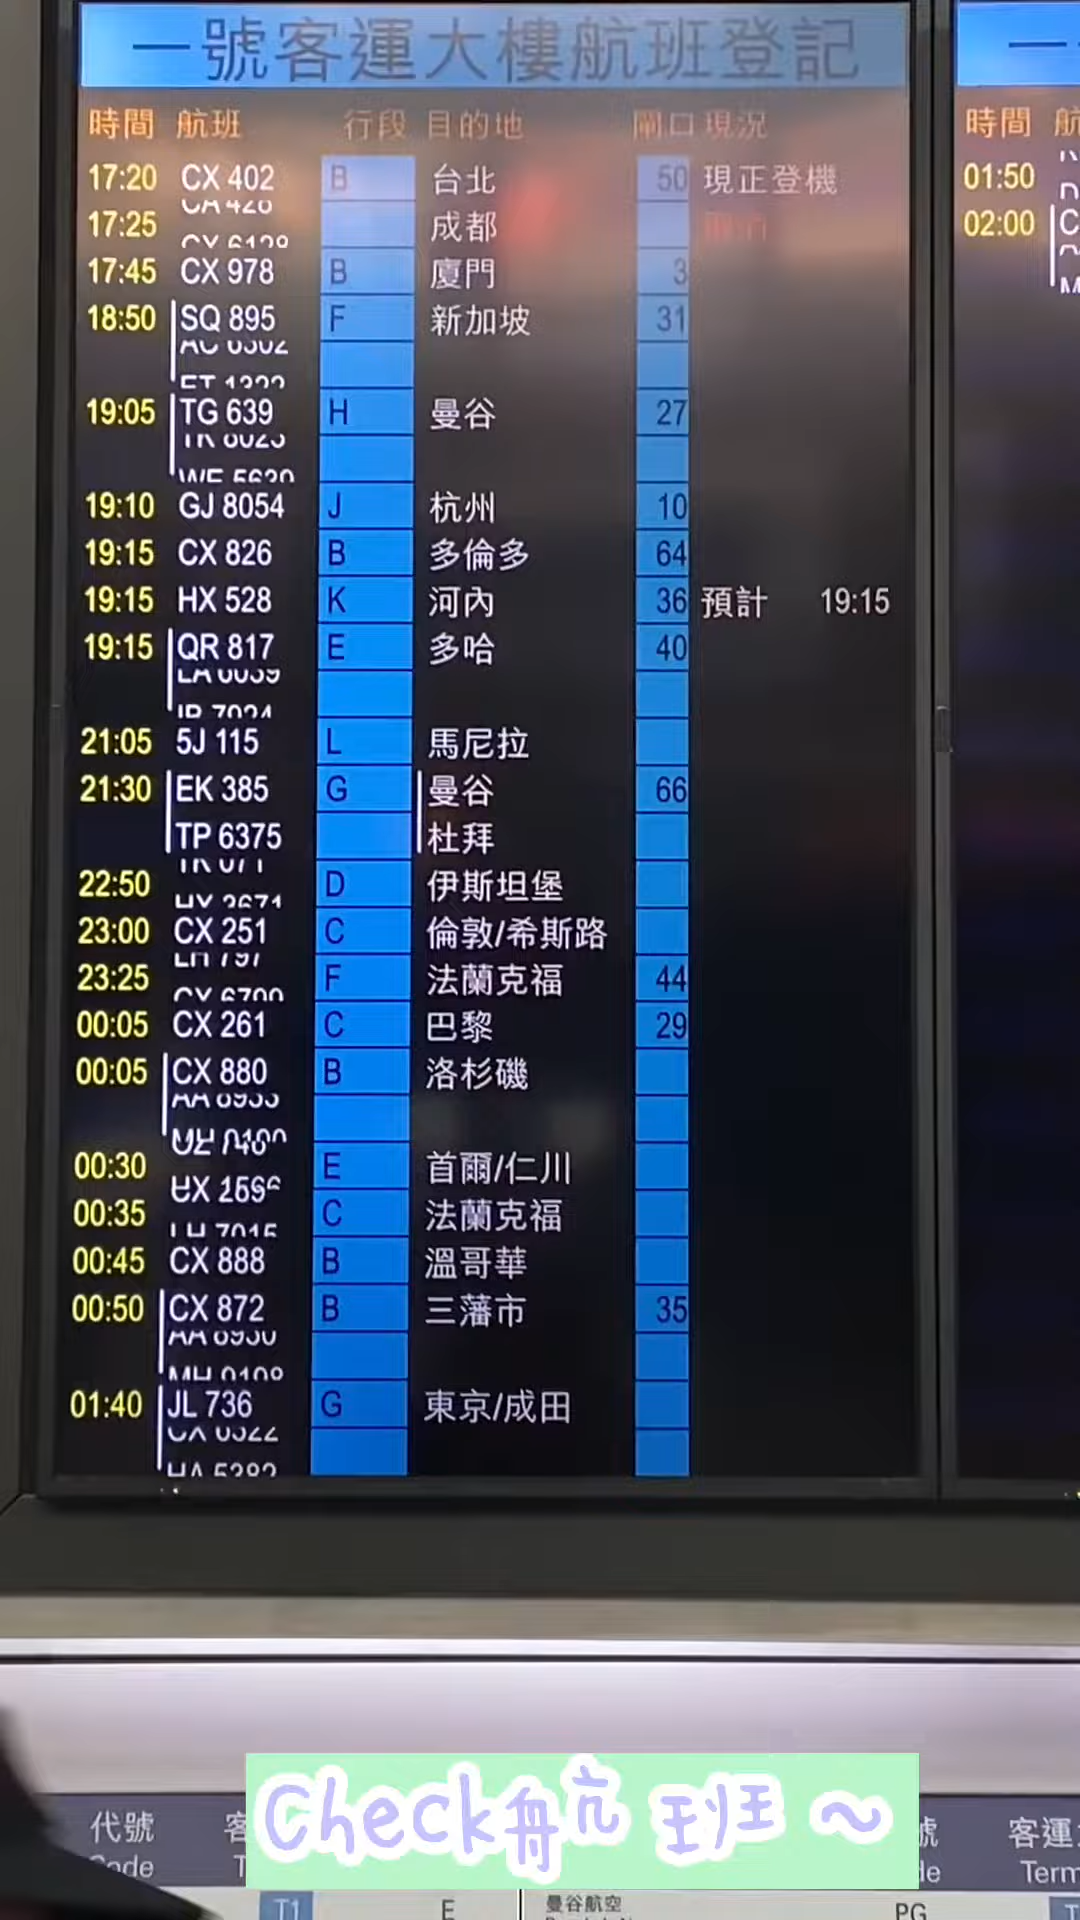 一號客運大樓航班登記
時間 航班 行段 目的地 閘口 現況
17:20 CX 402 B 台北 50 現正登機
17:25 成都
17:45 CX 978 B 廈門 3
18:50 SQ 895 F 新加坡 31
19:05 TG 639 H 曼谷 27
19:10 GJ 8054 J 杭州 10
19:15 CX 826 B 多倫多 64
19:15 HX 528 K 河內 36 預計 19:15
19:15 QR 817 E 多哈 40
21:05 5J 115 L 馬尼拉
21:30 EK 385 G 曼谷 66
TP 6375 杜拜
22:50 D 伊斯坦堡
23:00 CX 251 C 倫敦/希斯路
23:25 F 法蘭克福 44
00:05 CX 261 C 巴黎 29
00:05 CX 880 B 洛杉磯
00:30 E 首爾/仁川
00:35 C 法蘭克福
00:45 CX 888 B 溫哥華
00:50 CX 872 B 三藩市 35
01:40 JL 736 G 東京/成田
時間
01:50
02:00
Check航班~
代號
客運
T1 E 曼谷航空 PG